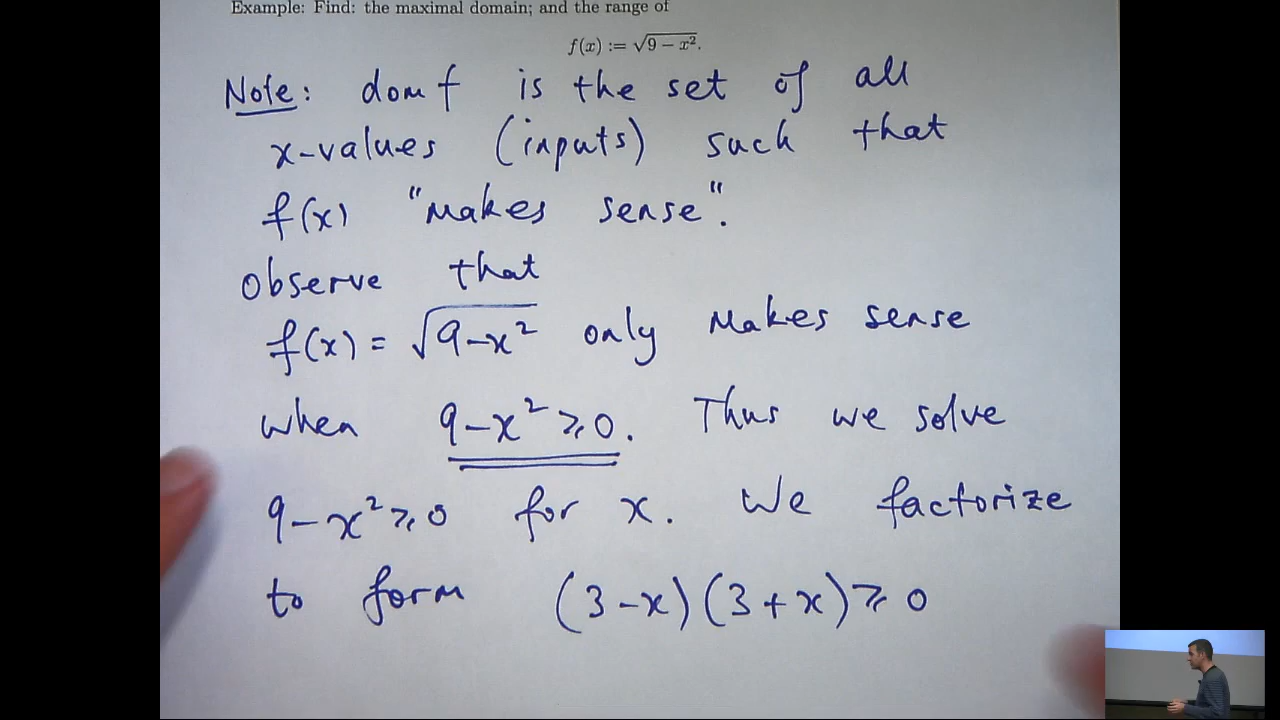 Example: Find: the maximal domain; and the range of
f(x) := √9 − x².
Note: dom f is the set of all
x-values (inputs) such that
f(x) "makes sense".
Observe that
f(x) = √9−x² only makes sense
when 9−x² ⩾ 0. Thus we solve
9−x² ⩾ 0 for x. We factorize
to form (3−x)(3+x) ⩾ 0